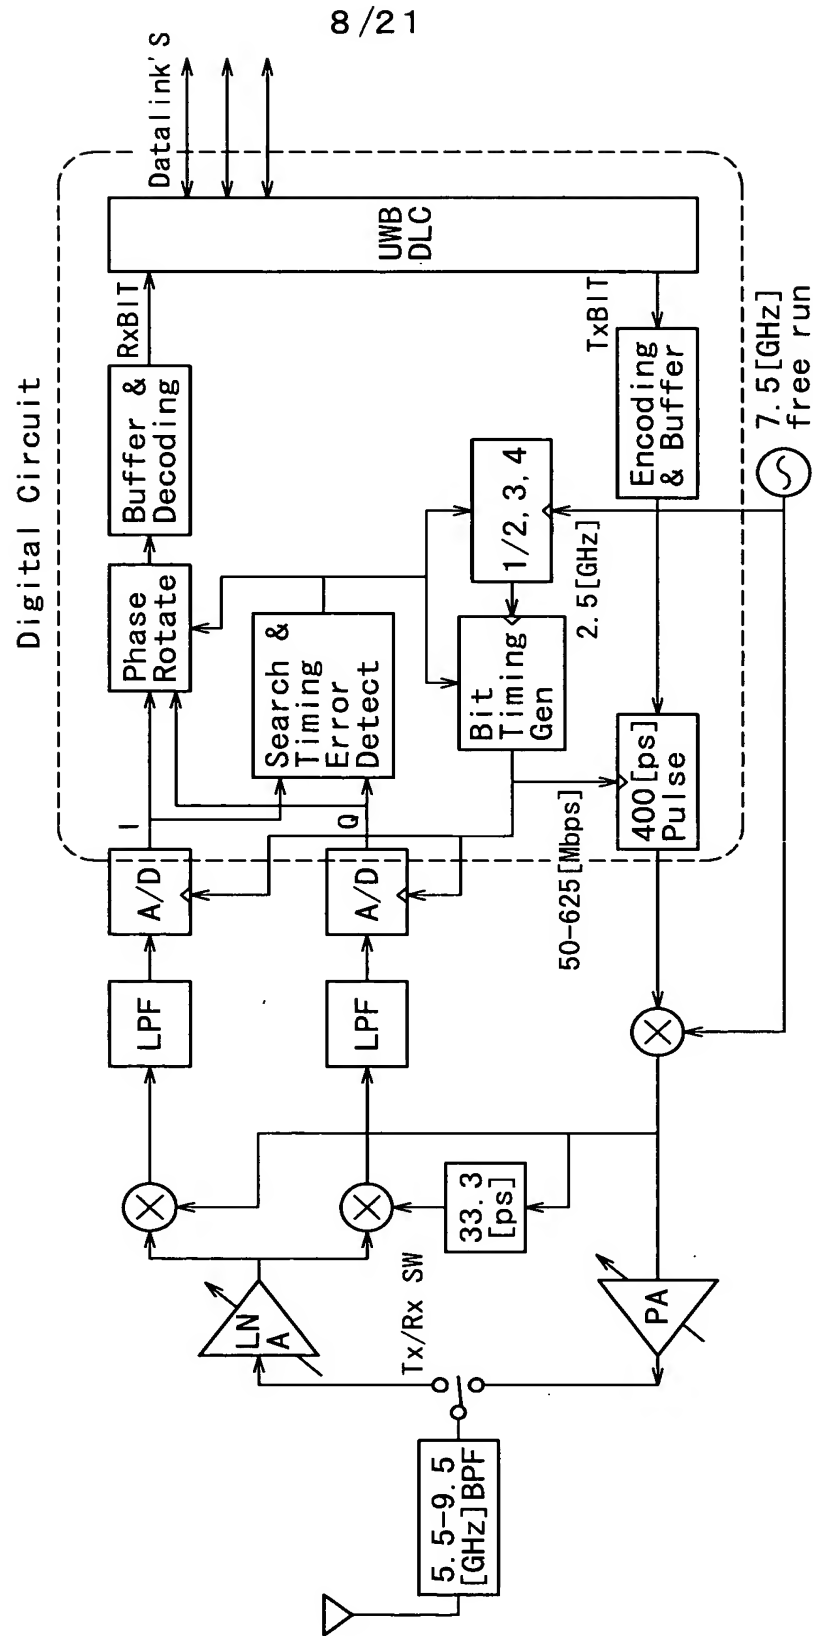 8/21
Digital Circuit
Datalink'S
UWB
DLC
RxBIT
TxBIT
Buffer &
Decoding
Encoding
& Buffer
7.5[GHz]
free run
Phase
Rotate
1/2, 3, 4
2.5[GHz]
Search &
Timing
Error
Detect
Bit
Timing
Gen
400[ps]
Pulse
I
Q
50-625[Mbps]
A/D
A/D
LPF
LPF
33.3
[ps]
LN
A
Tx/Rx SW
PA
5.5-9.5
[GHz]BPF